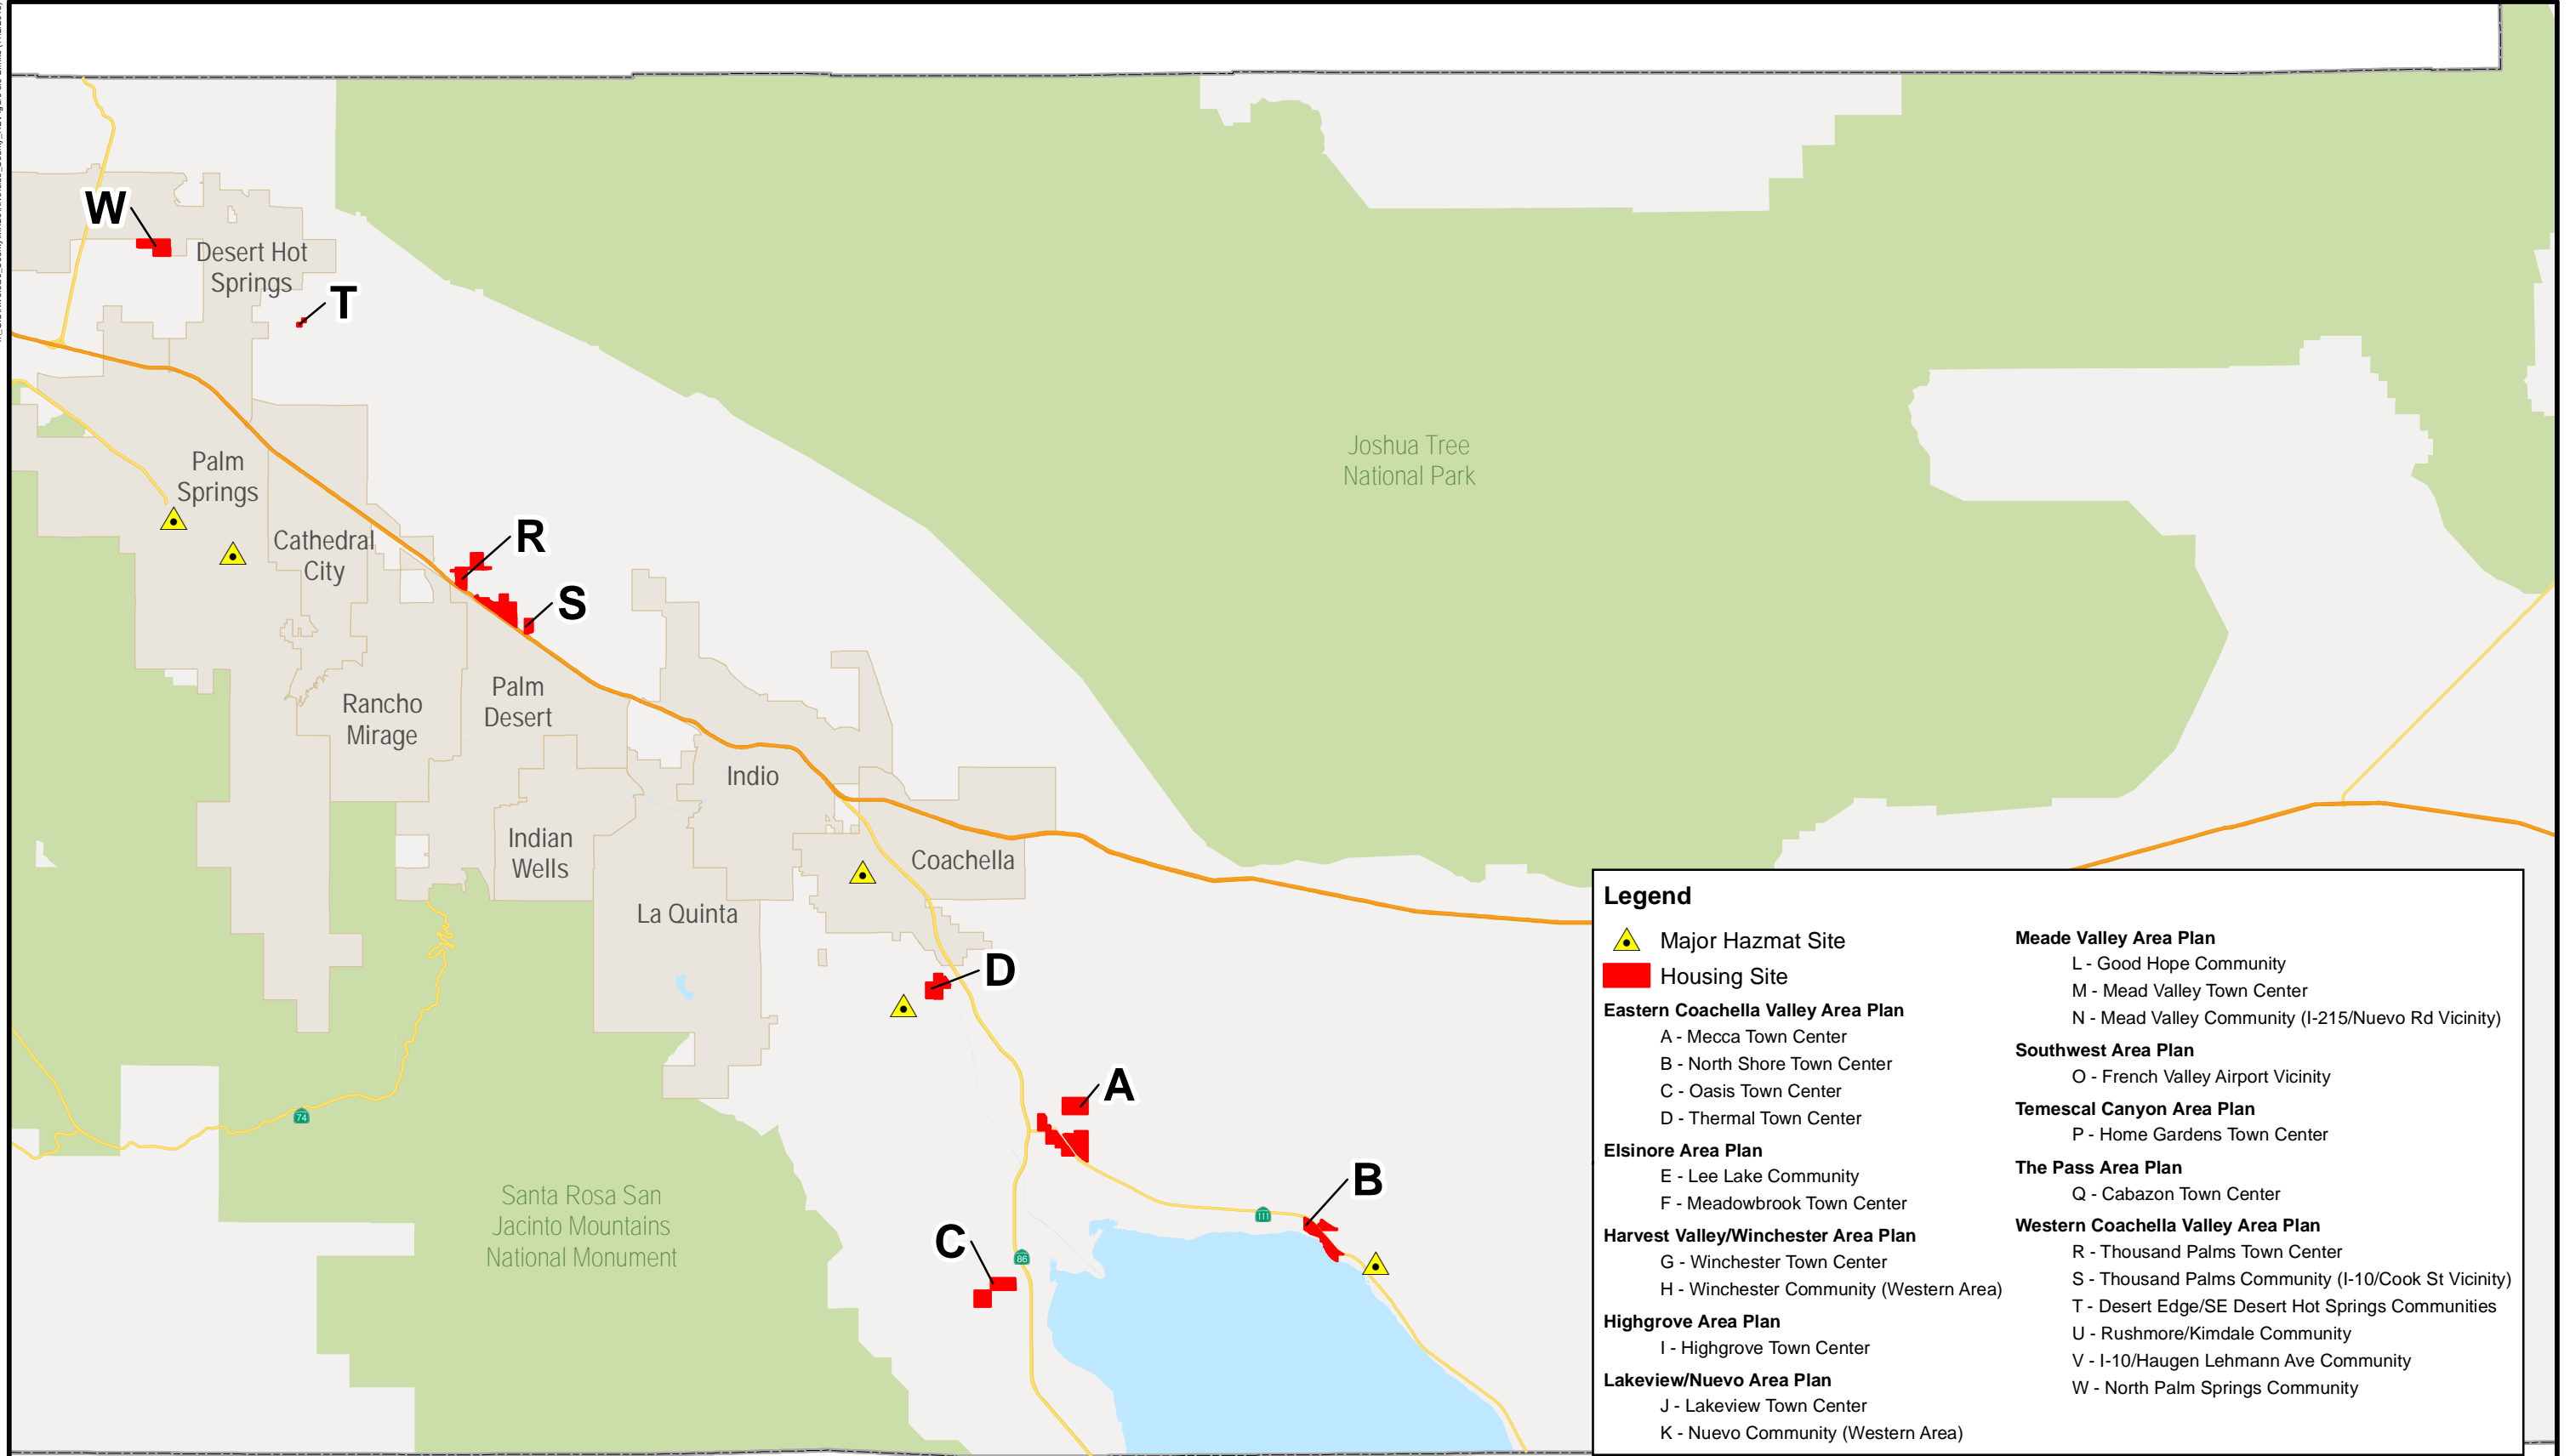 W
Desert Hot
Springs
T
Joshua Tree
National Park
Palm
Springs
Cathedral
City
R
S
Rancho
Mirage
Palm
Desert
Indio
Indian
Wells
Coachella
La Quinta
D
A
74
B
111
Santa Rosa San
Jacinto Mountains
National Monument
C
86
Legend
Major Hazmat Site
Housing Site
Eastern Coachella Valley Area Plan
A - Mecca Town Center
B - North Shore Town Center
C - Oasis Town Center
D - Thermal Town Center
Elsinore Area Plan
E - Lee Lake Community
F - Meadowbrook Town Center
Harvest Valley/Winchester Area Plan
G - Winchester Town Center
H - Winchester Community (Western Area)
Highgrove Area Plan
I - Highgrove Town Center
Lakeview/Nuevo Area Plan
J - Lakeview Town Center
K - Nuevo Community (Western Area)
Meade Valley Area Plan
L - Good Hope Community
M - Mead Valley Town Center
N - Mead Valley Community (I-215/Nuevo Rd Vicinity)
Southwest Area Plan
O - French Valley Airport Vicinity
Temescal Canyon Area Plan
P - Home Gardens Town Center
The Pass Area Plan
Q - Cabazon Town Center
Western Coachella Valley Area Plan
R - Thousand Palms Town Center
S - Thousand Palms Community (I-10/Cook St Vicinity)
T - Desert Edge/SE Desert Hot Springs Communities
U - Rushmore/Kimdale Community
V - I-10/Haugen Lehmann Ave Community
W - North Palm Springs Community